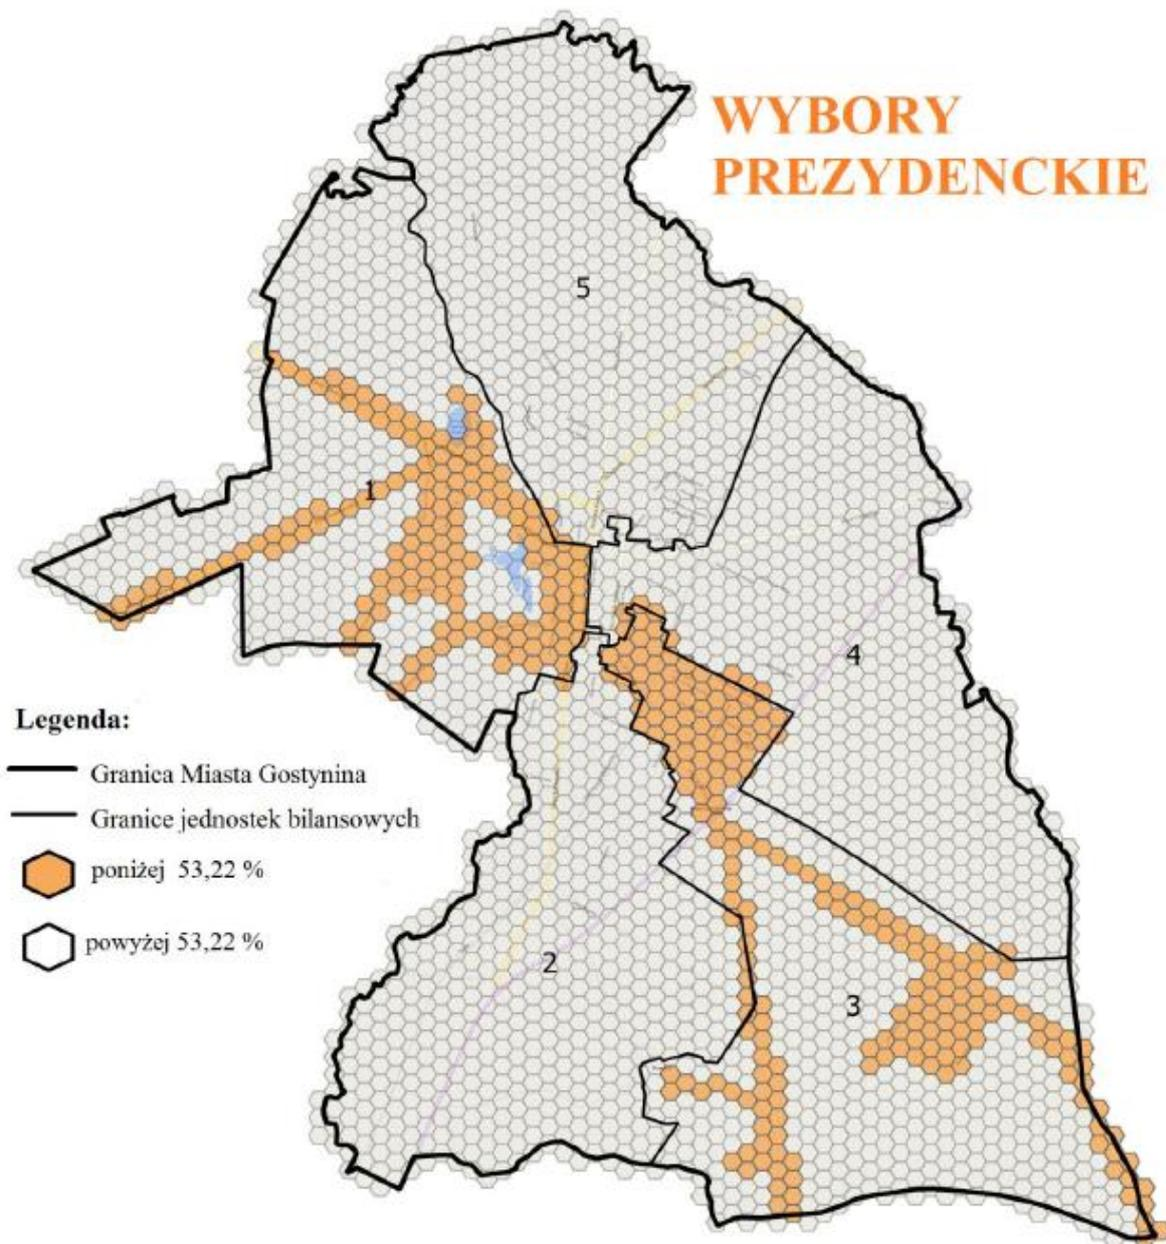 WYBORY
PREZYDENCKIE
5
1
4
Legenda:
Granica Miasta Gostynina
Granice jednostek bilansowych
poniżej 53,22 %
powyżej 53,22 %
2
3